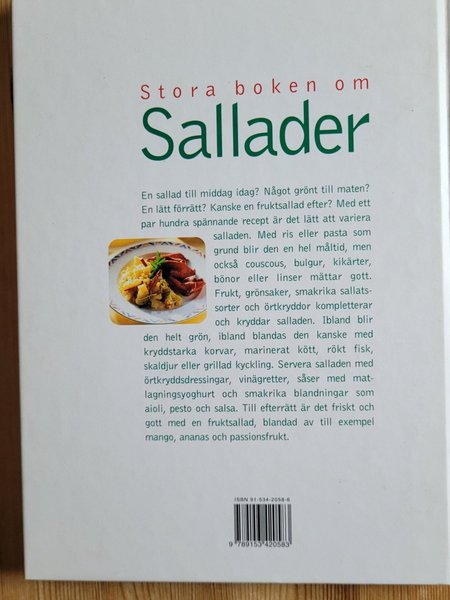 Stora boken om
Sallader
En sallad till middag idag? Något grönt till maten?
En lätt förrätt? Kanske en fruktsallad efter? Med ett
par hundra spännande recept är det lätt att variera
salladen. Med ris eller pasta som
grund blir den en hel måltid, men
också couscous, bulgur, kikärter,
bönor eller linser mättar gott.
Frukt, grönsaker, smakrika sallats-
sorter och örtkryddor kompletterar
och kryddar salladen. Ibland blir
den helt grön, ibland blandas den kanske med
kryddstarka korvar, marinerat kött, rökt fisk,
skaldjur eller grillad kyckling. Servera salladen med
örtkryddsdressingar, vinägretter, såser med mat-
lagningsyoghurt och smakrika blandningar som
aioli, pesto och salsa. Till efterrätt är det friskt och
gott med en fruktsallad, blandad av till exempel
mango, ananas och passionsfrukt.
ISBN 91-534-2058-6
9 789153 420583